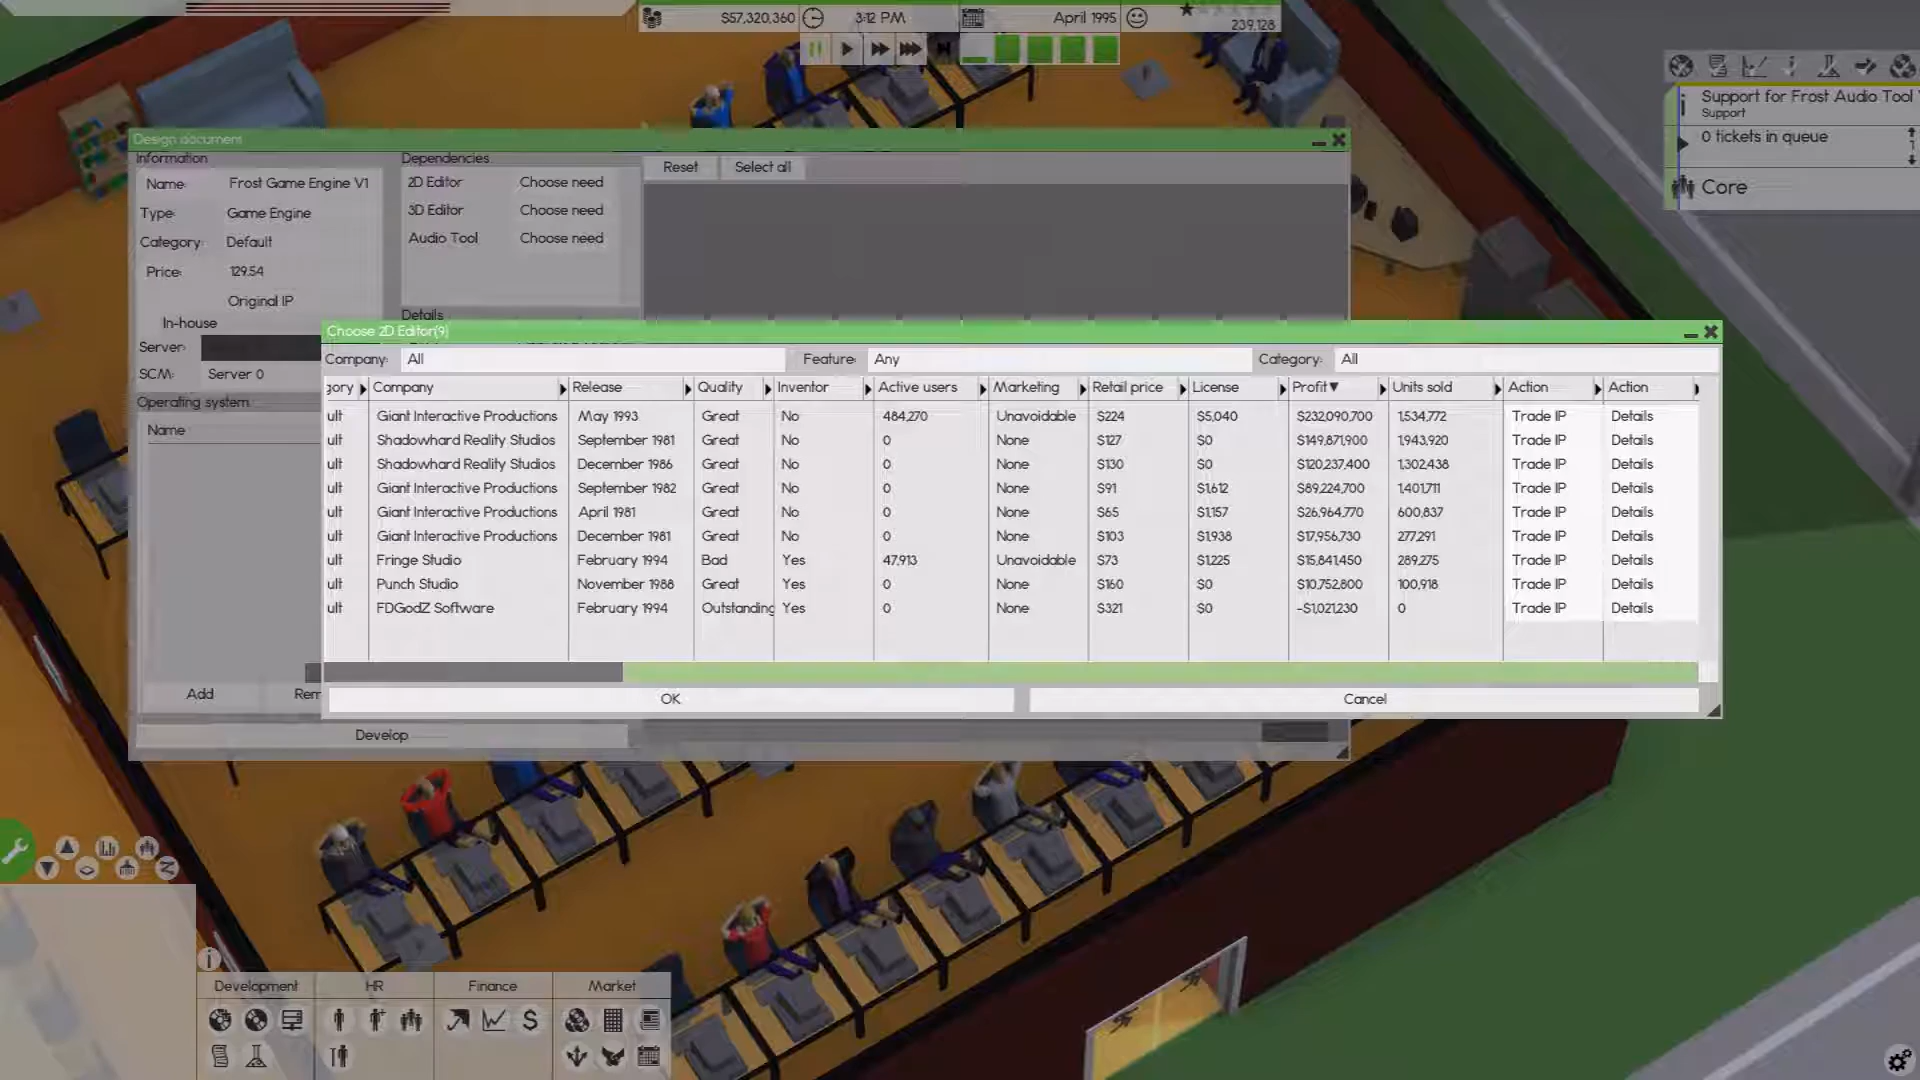 $57,320,360
3:12 PM
April 1995
239,128
Support for Frost Audio Tool
Support
0 tickets in queue
1
Core
Design document
Information
Name: Frost Game Engine V1
Type: Game Engine
Category: Default
Price: 129.54
Original IP
In-house
Server:
SCM: Server 0
Operating system
Name
Add
Rem
Develop
Dependencies
2D Editor Choose need
3D Editor Choose need
Audio Tool Choose need
Details
Reset Select all
Choose 2D Editor(9)
Company: All Feature: Any Category: All
gory Company Release Quality Inventor Active users Marketing Retail price License Profit▼ Units sold Action Action
ult Giant Interactive Productions May 1993 Great No 484,270 Unavoidable $224 $5,040 $232,090,700 1,534,772 Trade IP Details
ult Shadowhard Reality Studios September 1981 Great No 0 None $127 $0 $149,871,900 1,943,920 Trade IP Details
ult Shadowhard Reality Studios December 1986 Great No 0 None $130 $0 $120,237,400 1,302,438 Trade IP Details
ult Giant Interactive Productions September 1982 Great No 0 None $91 $1,612 $89,224,700 1,401,711 Trade IP Details
ult Giant Interactive Productions April 1981 Great No 0 None $65 $1,157 $26,964,770 600,837 Trade IP Details
ult Giant Interactive Productions December 1981 Great No 0 None $103 $1,938 $17,956,730 277,291 Trade IP Details
ult Fringe Studio February 1994 Bad Yes 47,913 Unavoidable $73 $1,225 $15,841,450 289,275 Trade IP Details
ult Punch Studio November 1988 Great Yes 0 None $160 $0 $10,752,800 100,918 Trade IP Details
ult FDGodZ Software February 1994 Outstanding Yes 0 None $321 $0 -$1,021,230 0 Trade IP Details
OK Cancel
Development HR Finance Market